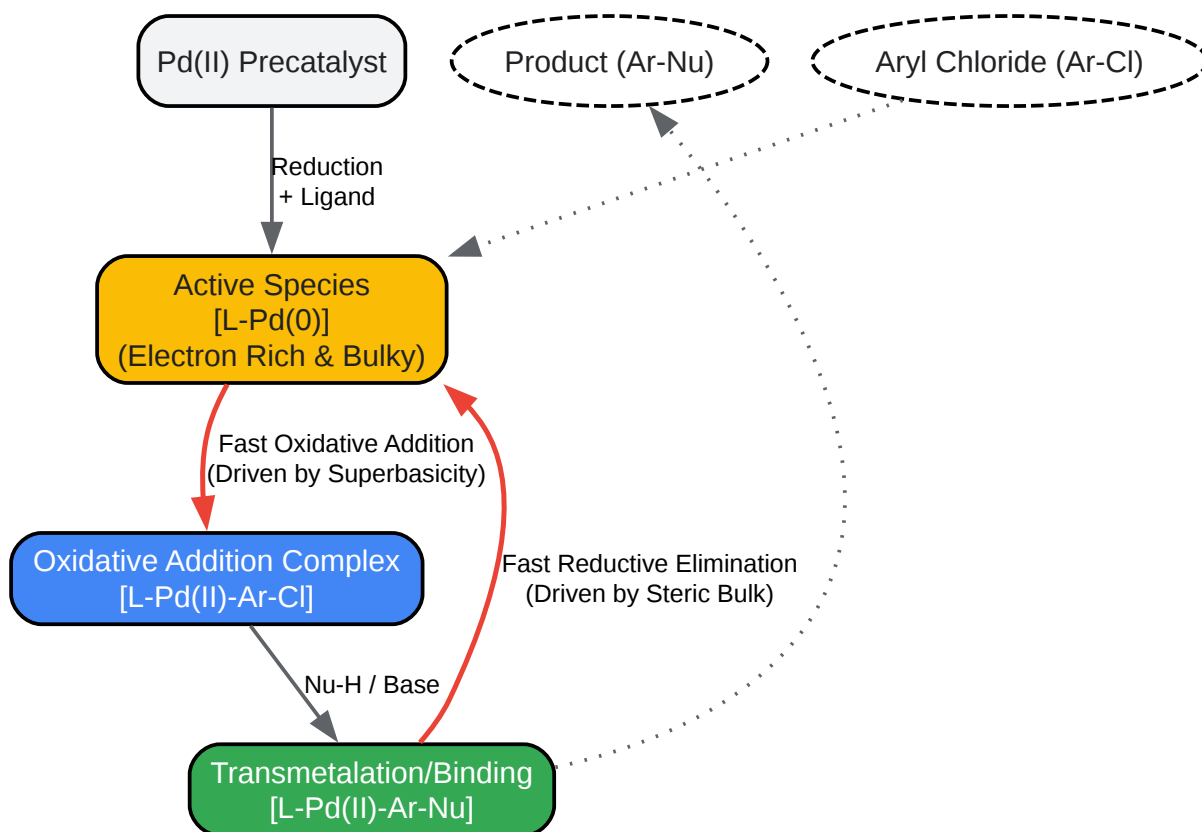 Pd(II) Precatalyst
Product (Ar-Nu)
Aryl Chloride (Ar-Cl)
Reduction
+ Ligand
Active Species
[L-Pd(0)]
(Electron Rich & Bulky)
Fast Oxidative Addition
(Driven by Superbasicity)
Oxidative Addition Complex
[L-Pd(II)-Ar-Cl]
Fast Reductive Elimination
(Driven by Steric Bulk)
Nu-H / Base
Transmetalation/Binding
[L-Pd(II)-Ar-Nu]